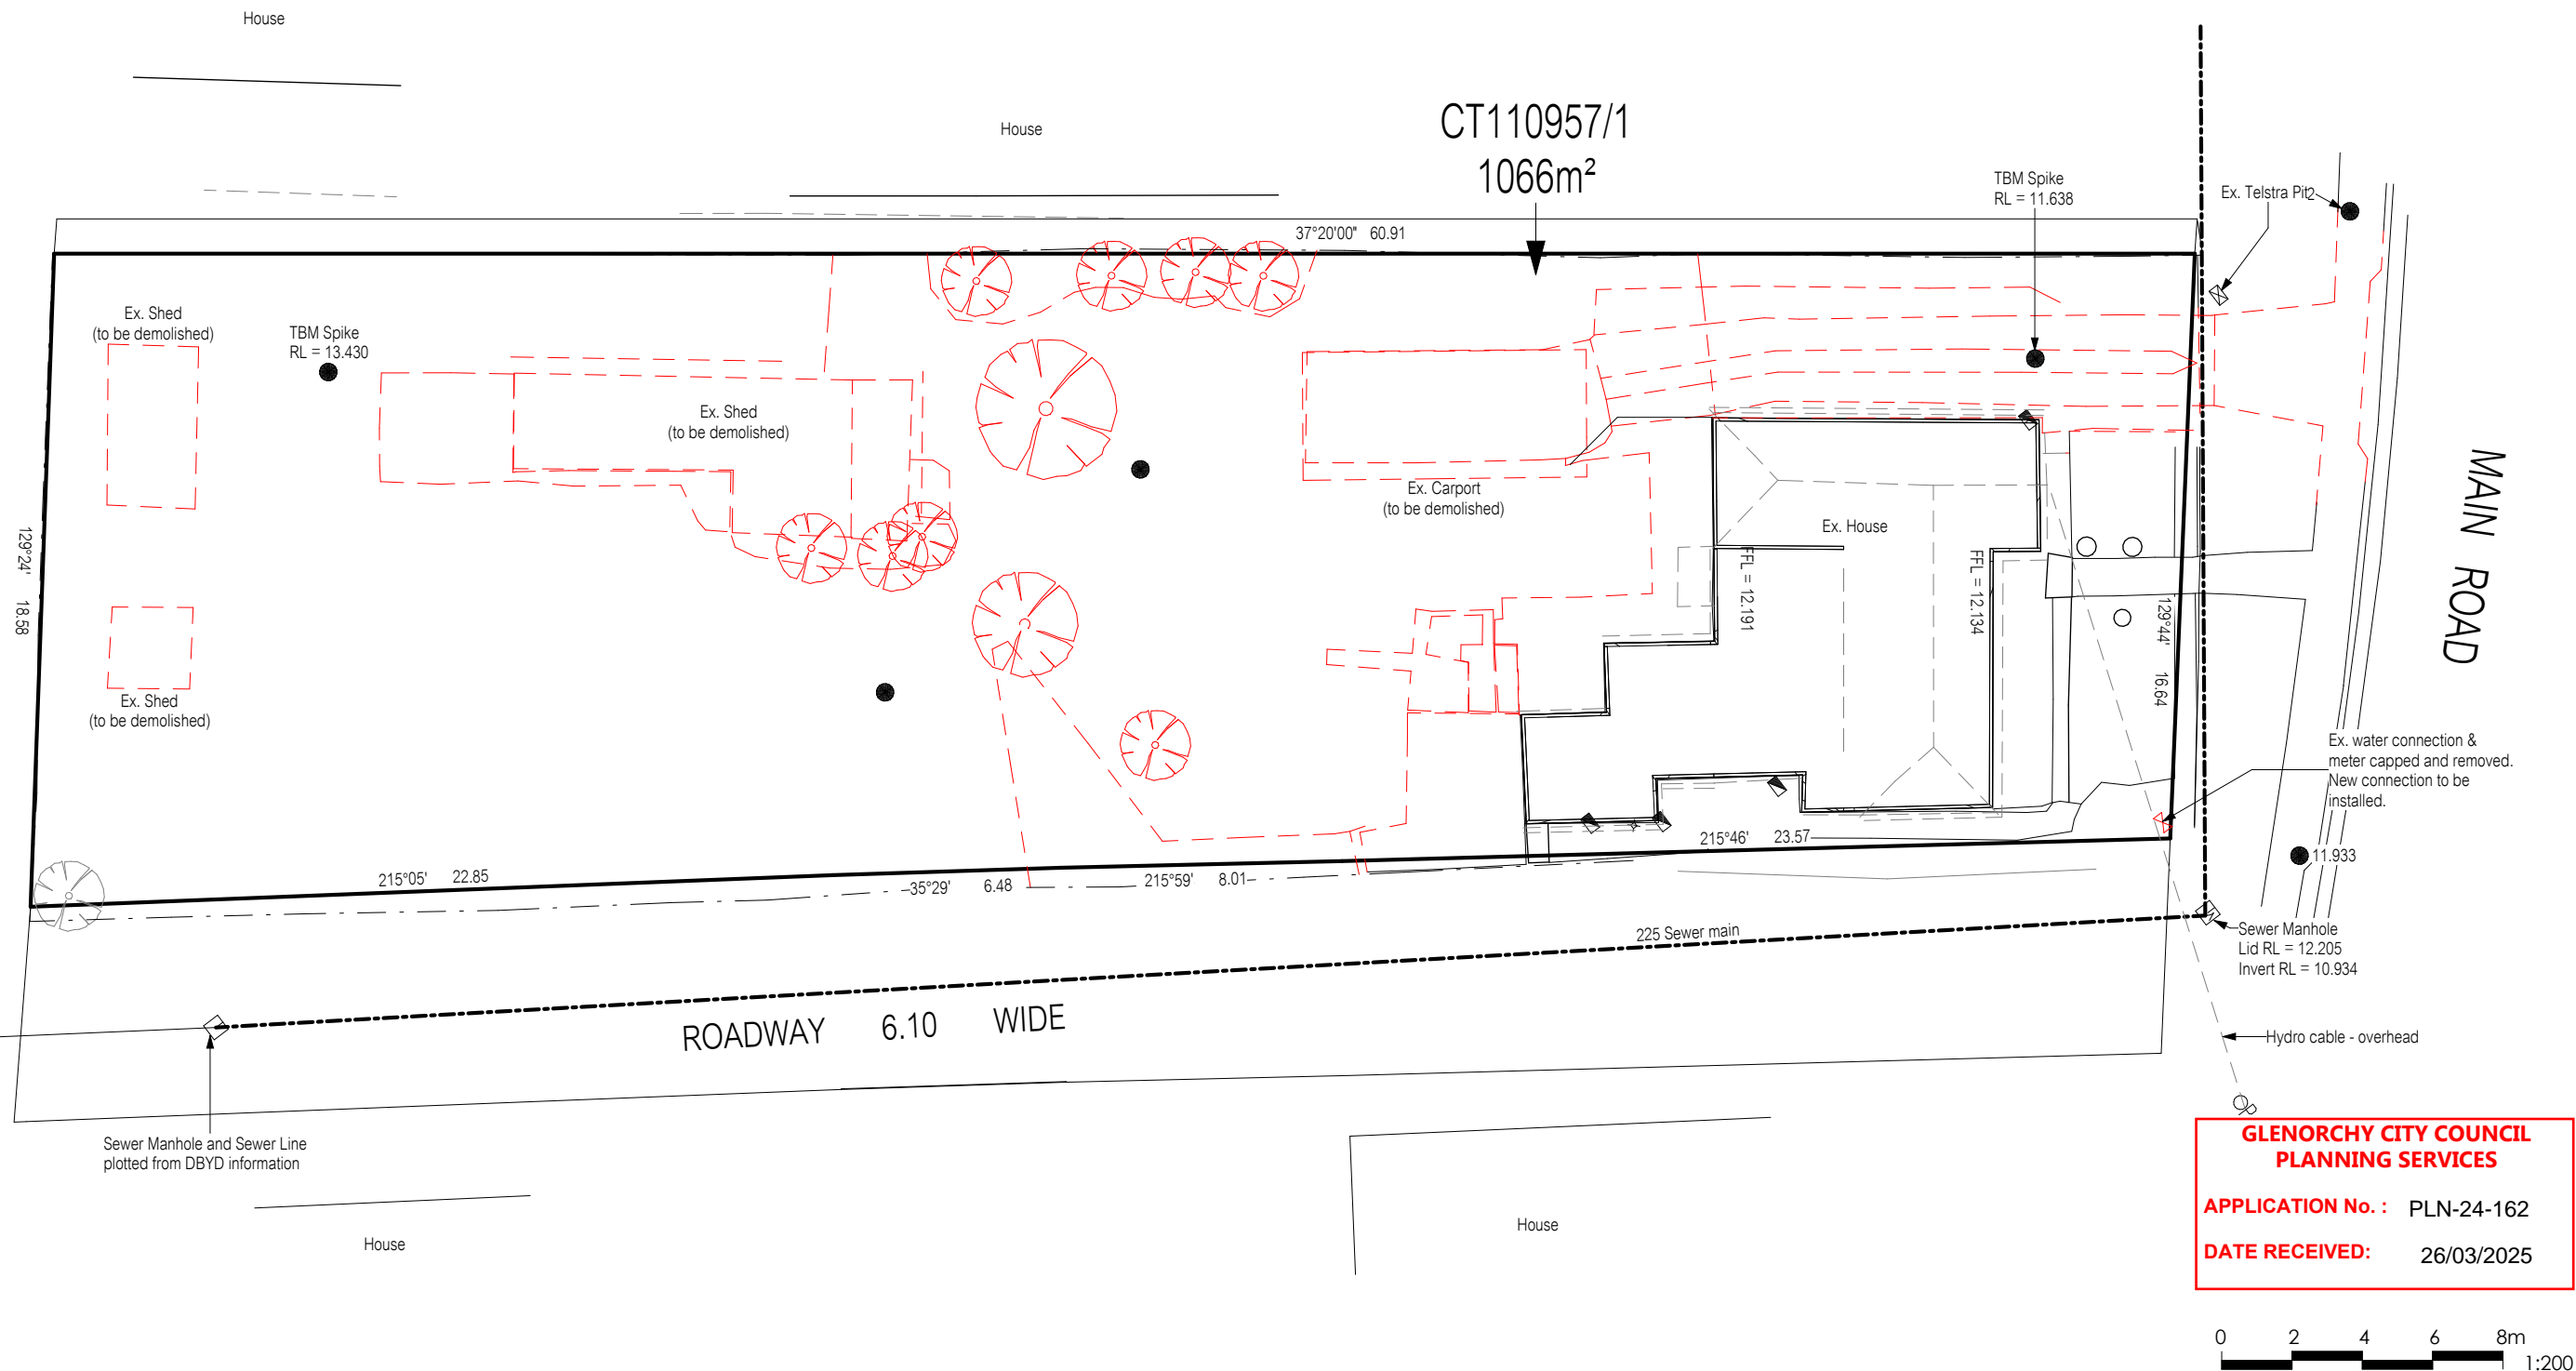 House
House
CT110957/1
1066m²
TBM Spike
RL = 11.638
Ex. Telstra Pit2
37°20'00" 60.91
Ex. Shed
(to be demolished)
TBM Spike
RL = 13.430
Ex. Shed
(to be demolished)
Ex. Carport
(to be demolished)
Ex. House
FFL = 12.191
FFL = 12.134
MAIN ROAD
129°24' 18.58
129°44' 16.64
Ex. Shed
(to be demolished)
Ex. water connection &
meter capped and removed.
New connection to be
installed.
215°46' 23.57
11.933
215°05' 22.85
35°29' 6.48
215°59' 8.01
225 Sewer main
Sewer Manhole
Lid RL = 12.205
Invert RL = 10.934
ROADWAY 6.10 WIDE
Hydro cable - overhead
Sewer Manhole and Sewer Line
plotted from DBYD information
House
House
GLENORCHY CITY COUNCIL
PLANNING SERVICES
APPLICATION No. : PLN-24-162
DATE RECEIVED: 26/03/2025
0 2 4 6 8m
1:200